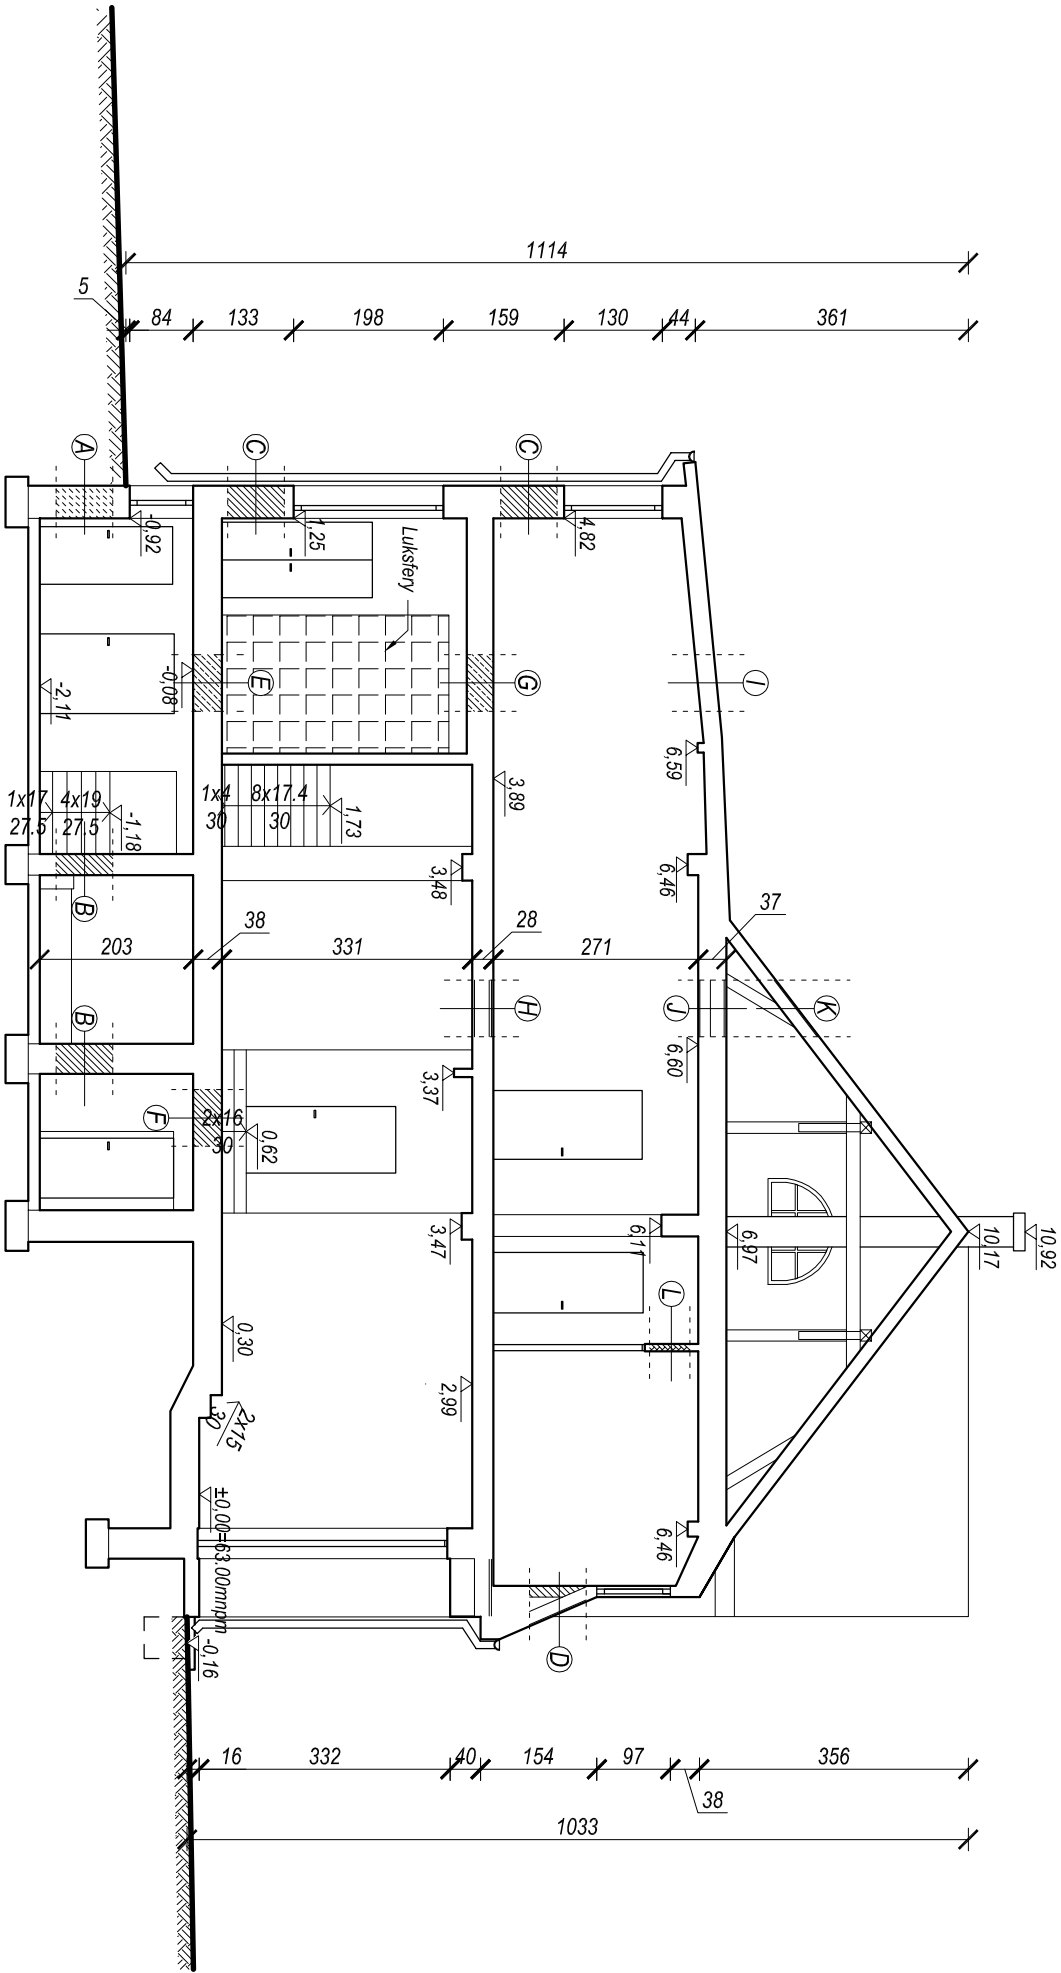 1114
5
84
133
198
159
130
44
361
A
C
C
-0,92
1,25
4,82
Luksfery
-2,11
-0,08
E
G
I
6,59
1x17
27.5
4x19
27.5
-1,18
1x4
30
8x17.4
30
1,73
3,89
3,48
6,46
B
203
38
331
28
271
37
B
H
J
K
6,60
3,37
F
2x16
30
0,62
3,47
6,11
6,97
10,17
10,92
L
0,30
2,99
2x15
30
±0,00=63.00mnpm
6,46
-0,16
D
16
332
40
154
97
38
356
1033